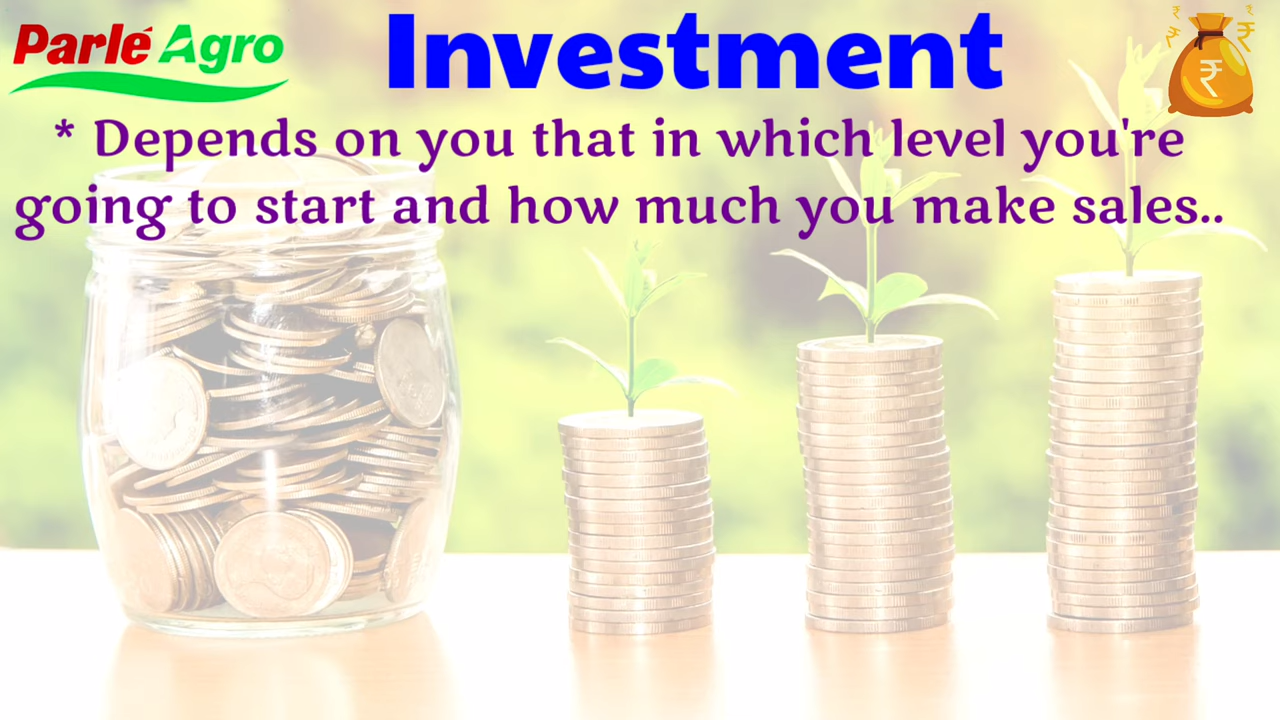 Parlé Agro
Investment
* Depends on you that in which level you're
going to start and how much you make sales..